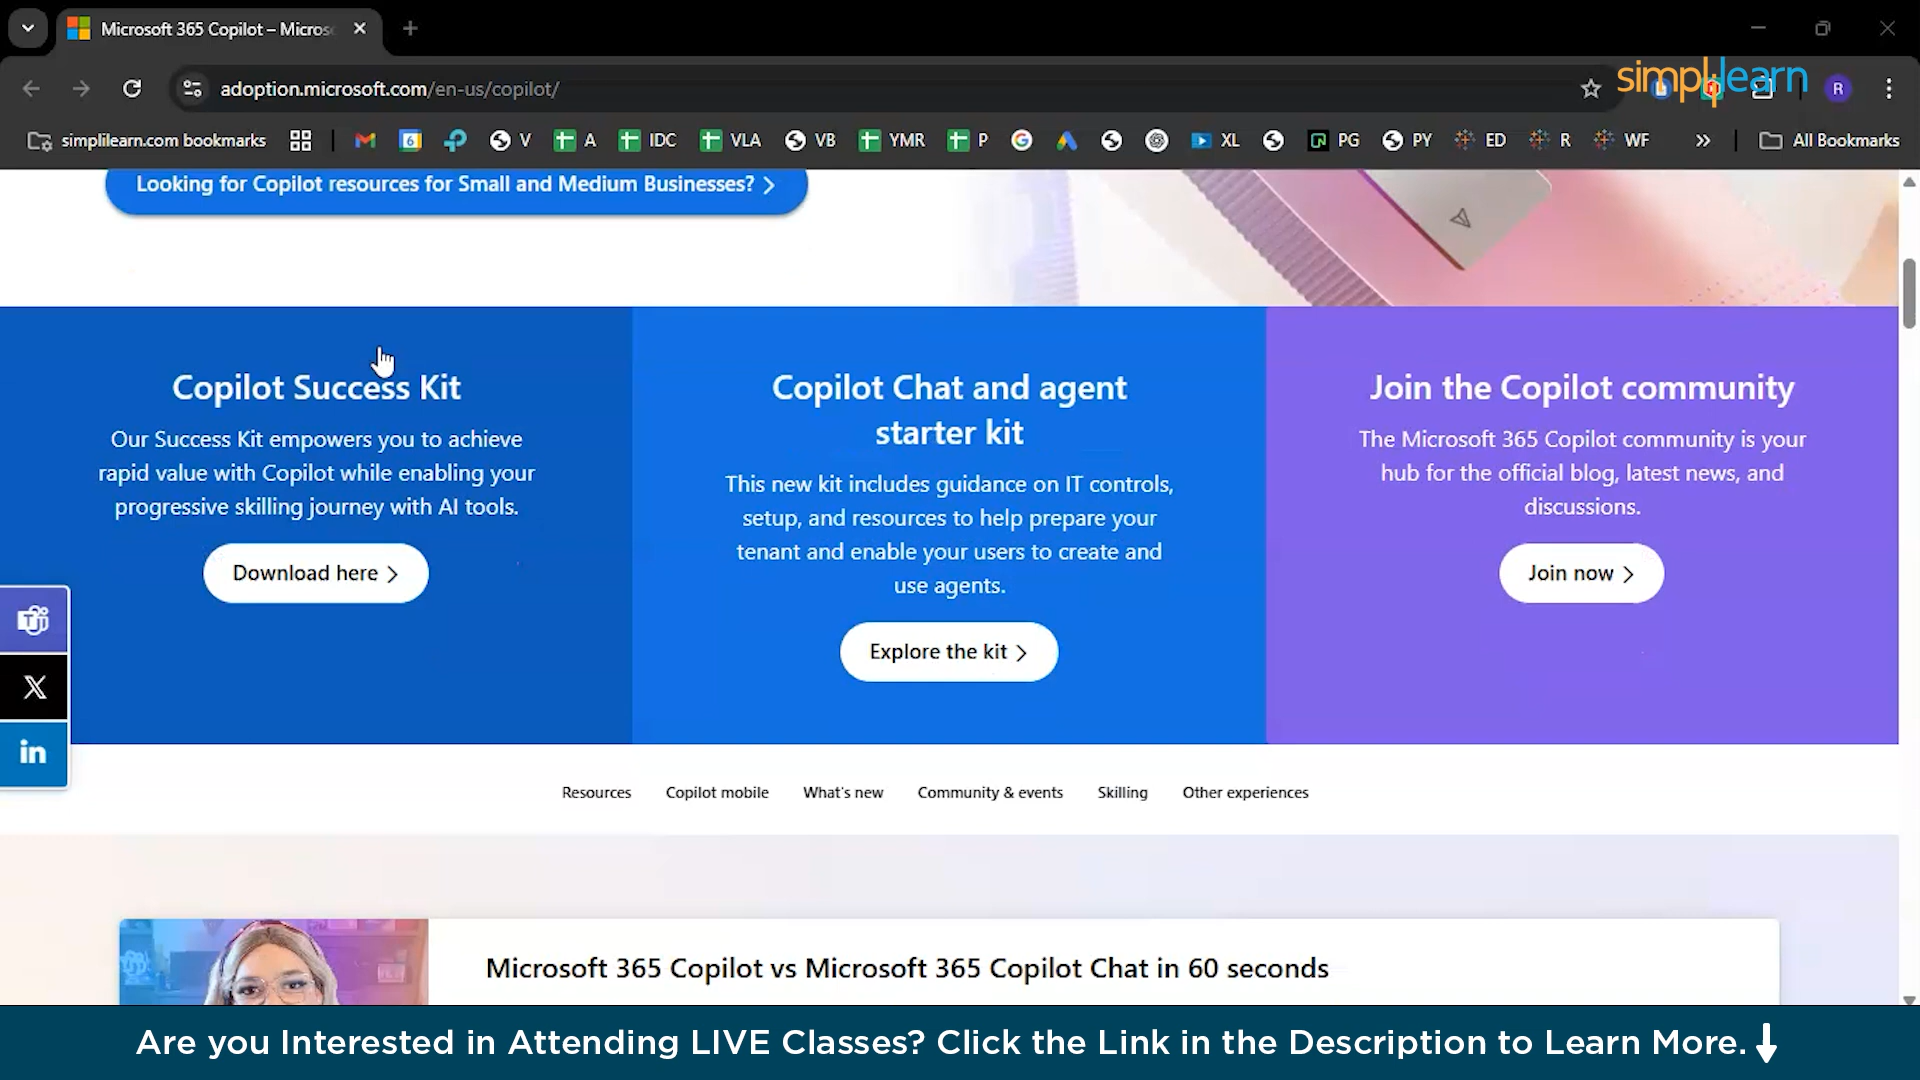 Microsoft 365 Copilot – Micros
adoption.microsoft.com/en-us/copilot/
simplilearn
R
simplilearn.com bookmarks
6
V
A
IDC
VLA
VB
YMR
P
XL
PG
PY
ED
R
WF
All Bookmarks
Looking for Copilot resources for Small and Medium Businesses?
Copilot Success Kit
Our Success Kit empowers you to achieve
rapid value with Copilot while enabling your
progressive skilling journey with AI tools.
Download here
Copilot Chat and agent
starter kit
This new kit includes guidance on IT controls,
setup, and resources to help prepare your
tenant and enable your users to create and
use agents.
Explore the kit
Join the Copilot community
The Microsoft 365 Copilot community is your
hub for the official blog, latest news, and
discussions.
Join now
X
in
Resources
Copilot mobile
What's new
Community & events
Skilling
Other experiences
Microsoft 365 Copilot vs Microsoft 365 Copilot Chat in 60 seconds
Are you Interested in Attending LIVE Classes? Click the Link in the Description to Learn More.